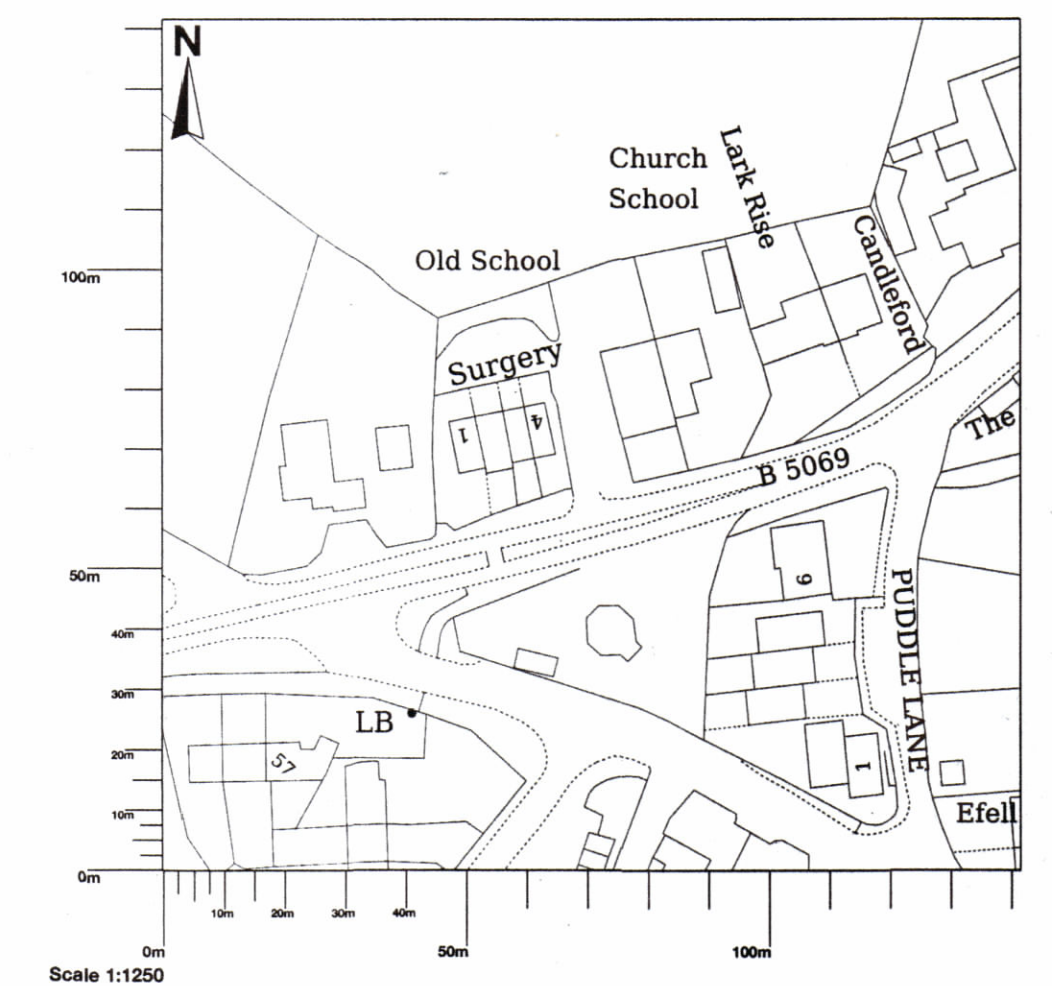 N
Church
School
Lark Rise
Old School
Candleford
100m
Surgery
1
4
The
B 5069
50m
9
PUDDLE LANE
40m
30m
LB
20m
57
1
10m
Efell
0m
10m
20m
30m
40m
0m
50m
100m
Scale 1:1250